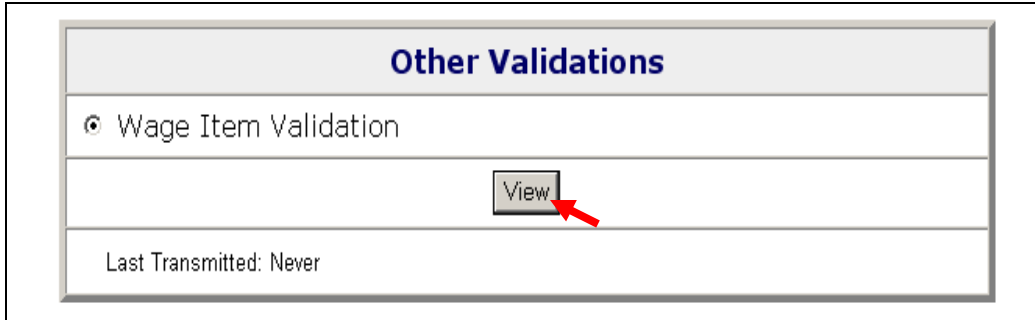 Other Validations
Wage Item Validation
View
Last Transmitted: Never